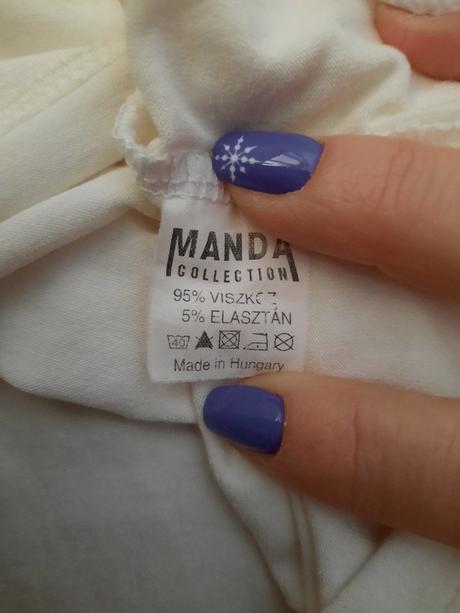 MANDA
COLLECTION
95% VISZKÓZ
5% ELASZTÁN
40
Made in Hungary